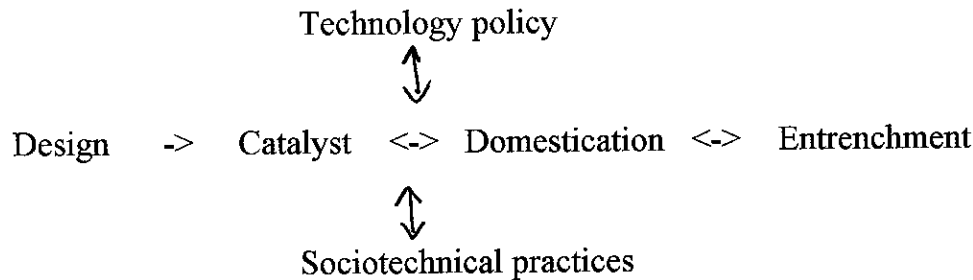 Technology policy
Design -> Catalyst <-> Domestication <-> Entrenchment
Sociotechnical practices